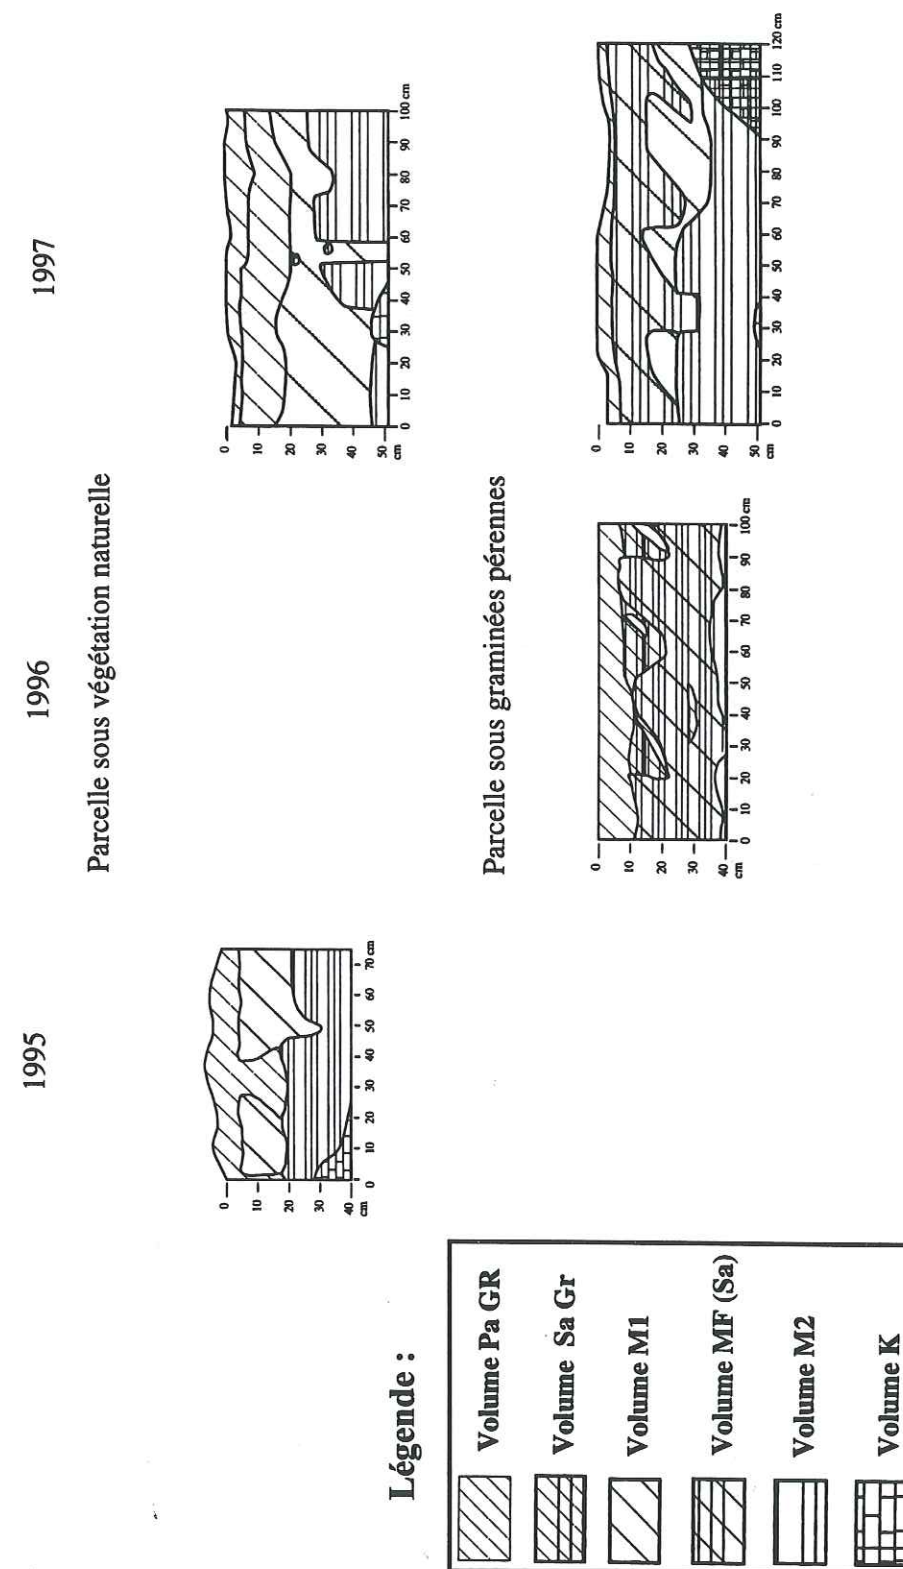 1995 1996 1997
Parcelle sous végétation naturelle
0
10
20
30
40
cm
0 10 20 30 40 50 60 70 cm
0
10
20
30
40
50
cm
0 10 20 30 40 50 60 70 80 90 100 cm
Parcelle sous graminées pérennes
0
10
20
30
40
cm
0 10 20 30 40 50 60 70 80 90 100 cm
0
10
20
30
40
50
cm
0 10 20 30 40 50 60 70 80 90 100 110 120 cm
Légende :
Volume Pa GR
Volume Sa Gr
Volume M1
Volume MF (Sa)
Volume M2
Volume K